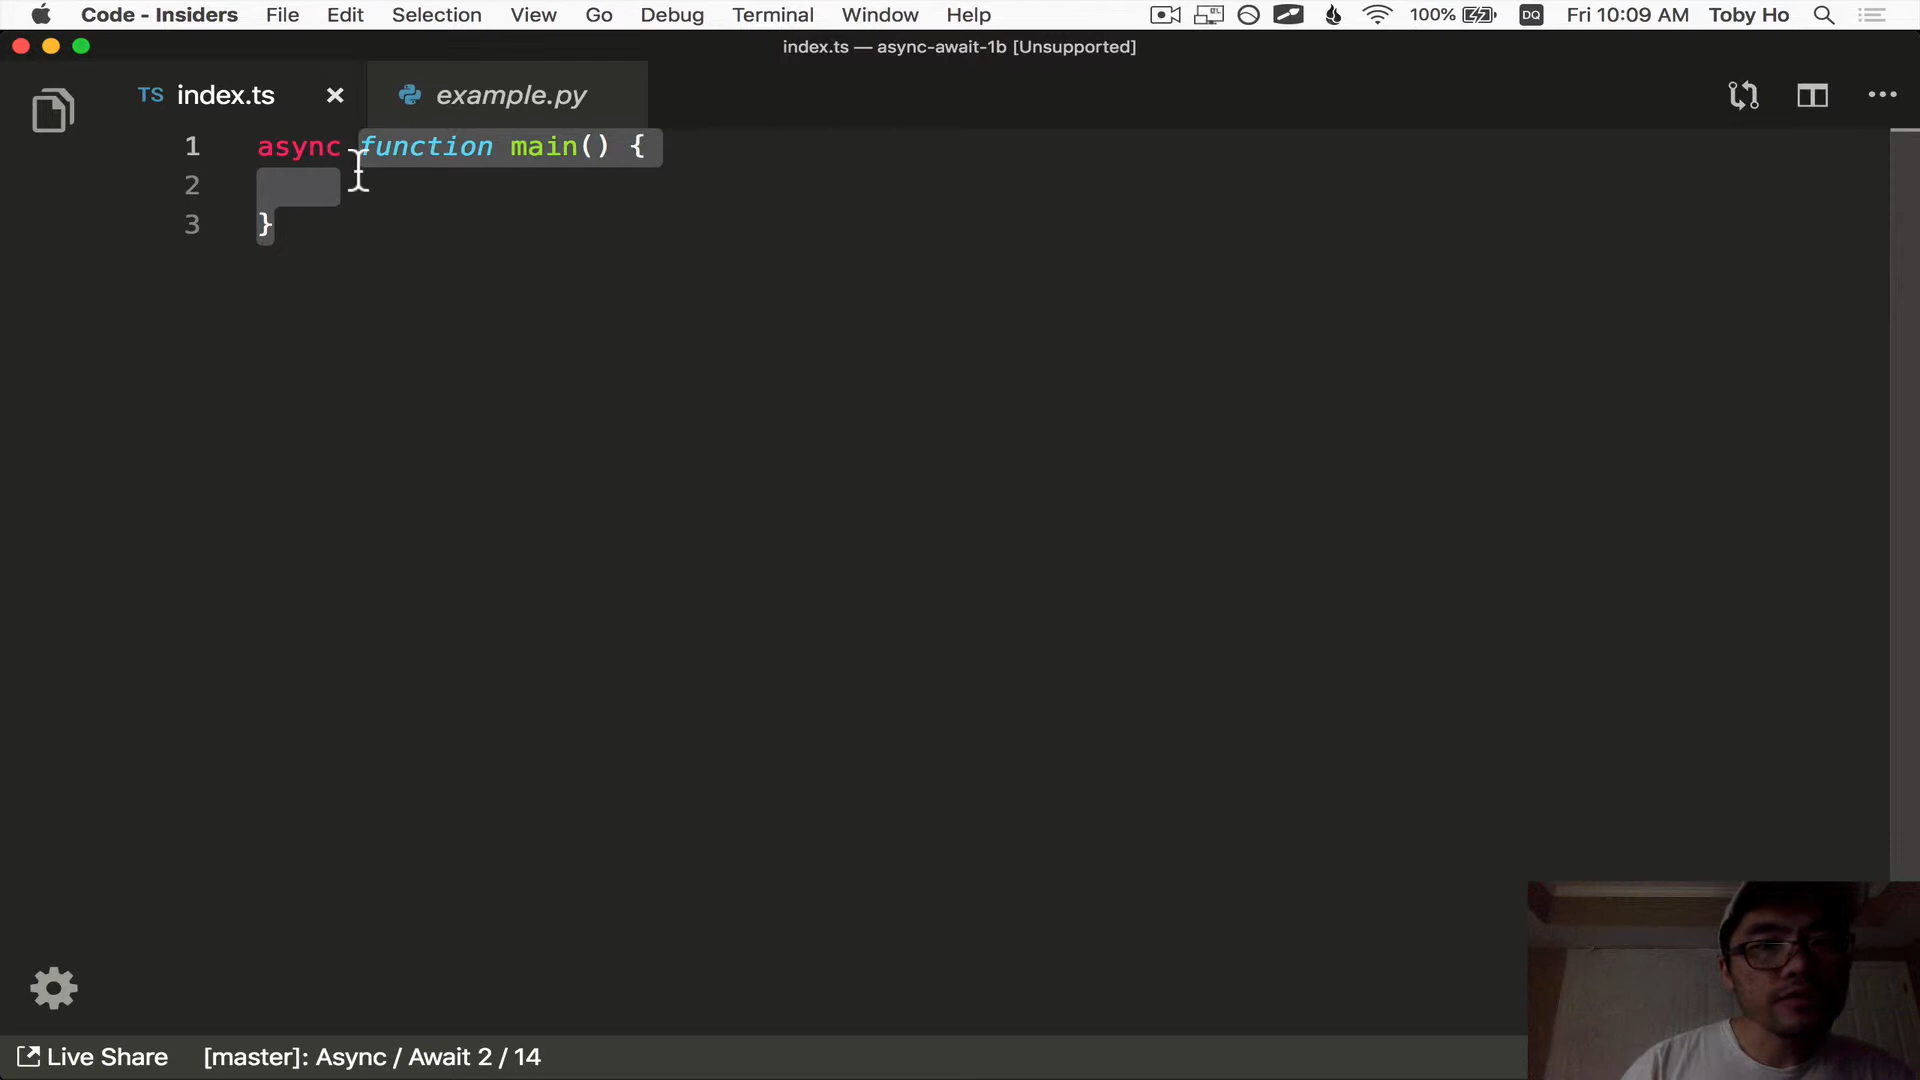 Code - Insiders File Edit Selection View Go Debug Terminal Window Help 100% DQ Fri 10:09 AM Toby Ho
index.ts — async-await-1b [Unsupported]
TS index.ts example.py
1 async function main() {
2
3 }
Live Share [master]: Async / Await 2 / 14